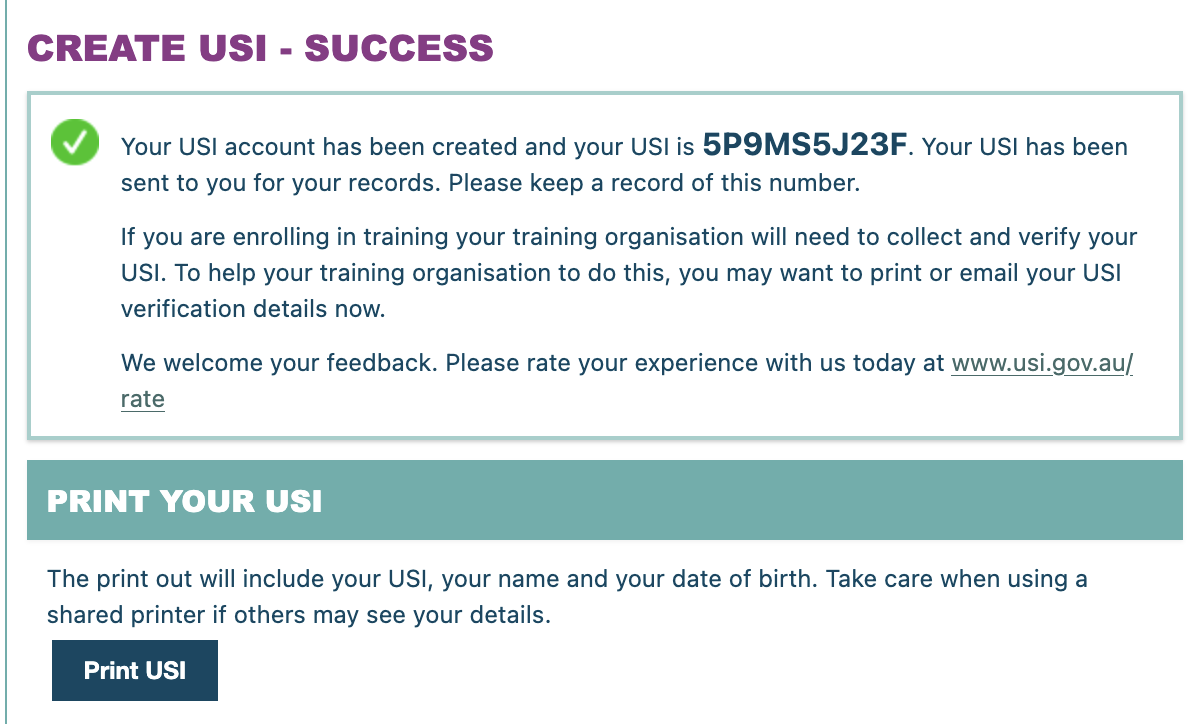 CREATE USI - SUCCESS
Your USI account has been created and your USI is 5P9MS5J23F. Your USI has been
sent to you for your records. Please keep a record of this number.
If you are enrolling in training your training organisation will need to collect and verify your
USI. To help your training organisation to do this, you may want to print or email your USI
verification details now.
We welcome your feedback. Please rate your experience with us today at www.usi.gov.au/
rate
PRINT YOUR USI
The print out will include your USI, your name and your date of birth. Take care when using a
shared printer if others may see your details.
Print USI